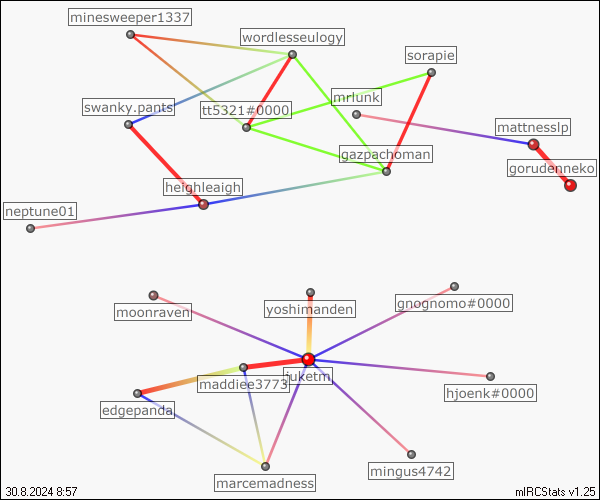 minesweeper1337
wordlesseulogy
sorapie
mrlunk
swanky.pants
tt5321#0000
mattnesslp
gazpachoman
gorudenneko
heighleaigh
neptune01
moonraven
yoshimanden
gnognomo#0000
juketm
maddiee3773
hjoenk#0000
edgepanda
mingus4742
marcemadness
30.8.2024 8:57
mIRCStats v1.25